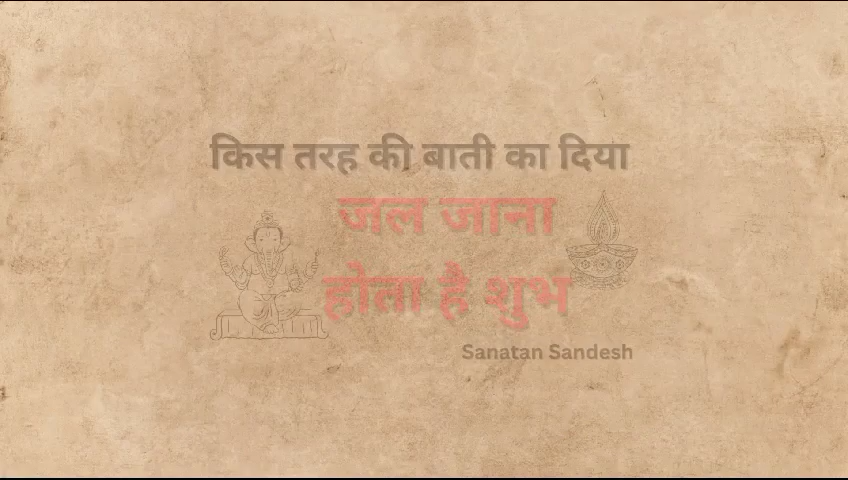 किस तरह की बाती का दिया
जल जाना
होता है शुभ
Sanatan Sandesh